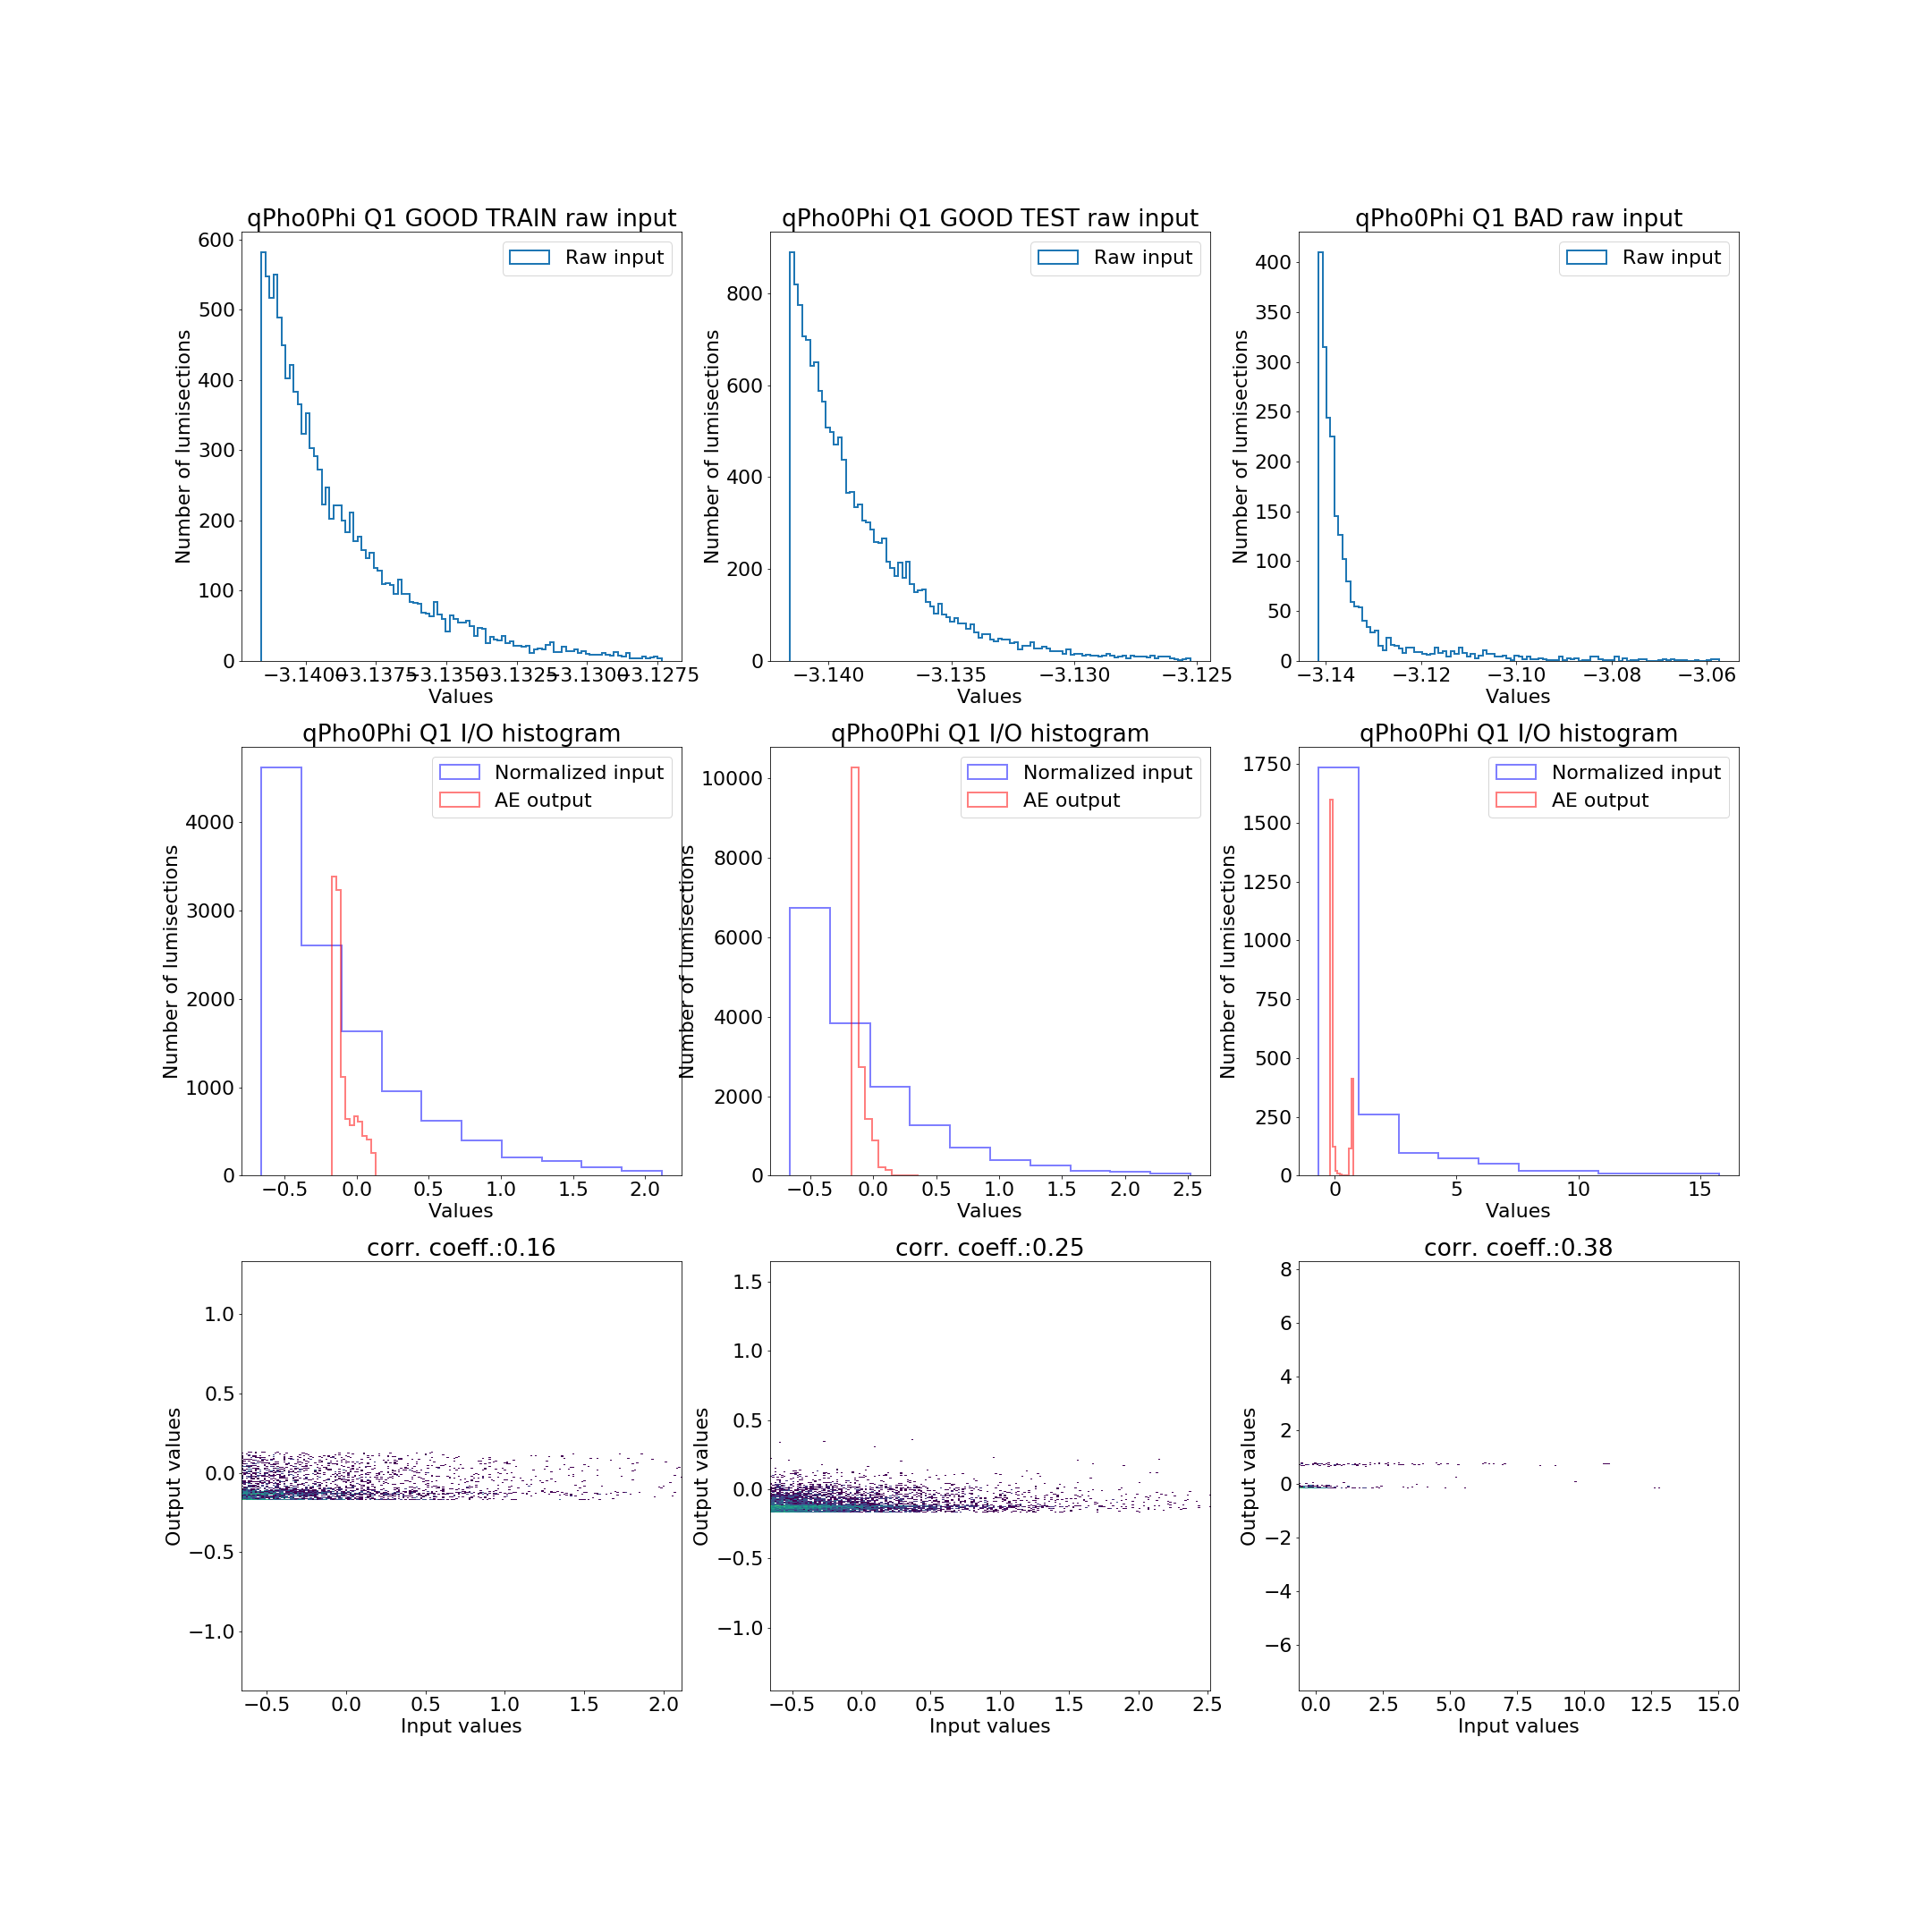 qPho0Phi Q1 GOOD TRAIN raw input
Raw input
Number of lumisections
600
500
400
300
200
100
0
−3.1400 −3.1375 −3.1350 −3.1325 −3.1300 −3.1275
Values
qPho0Phi Q1 GOOD TEST raw input
Raw input
Number of lumisections
800
600
400
200
0
−3.140 −3.135 −3.130 −3.125
Values
qPho0Phi Q1 BAD raw input
Raw input
Number of lumisections
400
350
300
250
200
150
100
50
0
−3.14 −3.12 −3.10 −3.08 −3.06
Values
qPho0Phi Q1 I/O histogram
Normalized input
AE output
Number of lumisections
4000
3000
2000
1000
0
−0.5 0.0 0.5 1.0 1.5 2.0
Values
qPho0Phi Q1 I/O histogram
Normalized input
AE output
Number of lumisections
10000
8000
6000
4000
2000
0
−0.5 0.0 0.5 1.0 1.5 2.0 2.5
Values
qPho0Phi Q1 I/O histogram
Normalized input
AE output
Number of lumisections
1750
1500
1250
1000
750
500
250
0
0 5 10 15
Values
corr. coeff.:0.16
Output values
1.0
0.5
0.0
−0.5
−1.0
−0.5 0.0 0.5 1.0 1.5 2.0
Input values
corr. coeff.:0.25
Output values
1.5
1.0
0.5
0.0
−0.5
−1.0
−0.5 0.0 0.5 1.0 1.5 2.0 2.5
Input values
corr. coeff.:0.38
Output values
8
6
4
2
0
−2
−4
−6
0.0 2.5 5.0 7.5 10.0 12.5 15.0
Input values